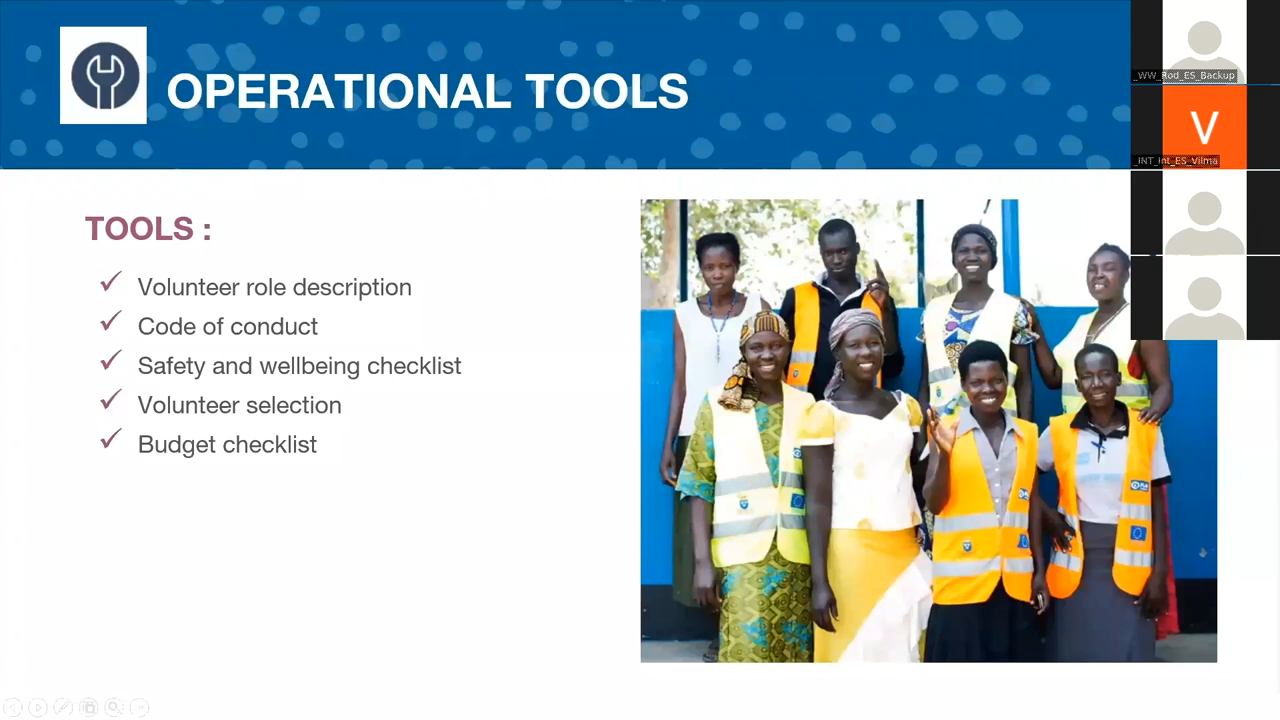 OPERATIONAL TOOLS
TOOLS :
Volunteer role description
Code of conduct
Safety and wellbeing checklist
Volunteer selection
Budget checklist
_WW_Rod_ES_Backup
V
_INT_Int_ES_Vilma